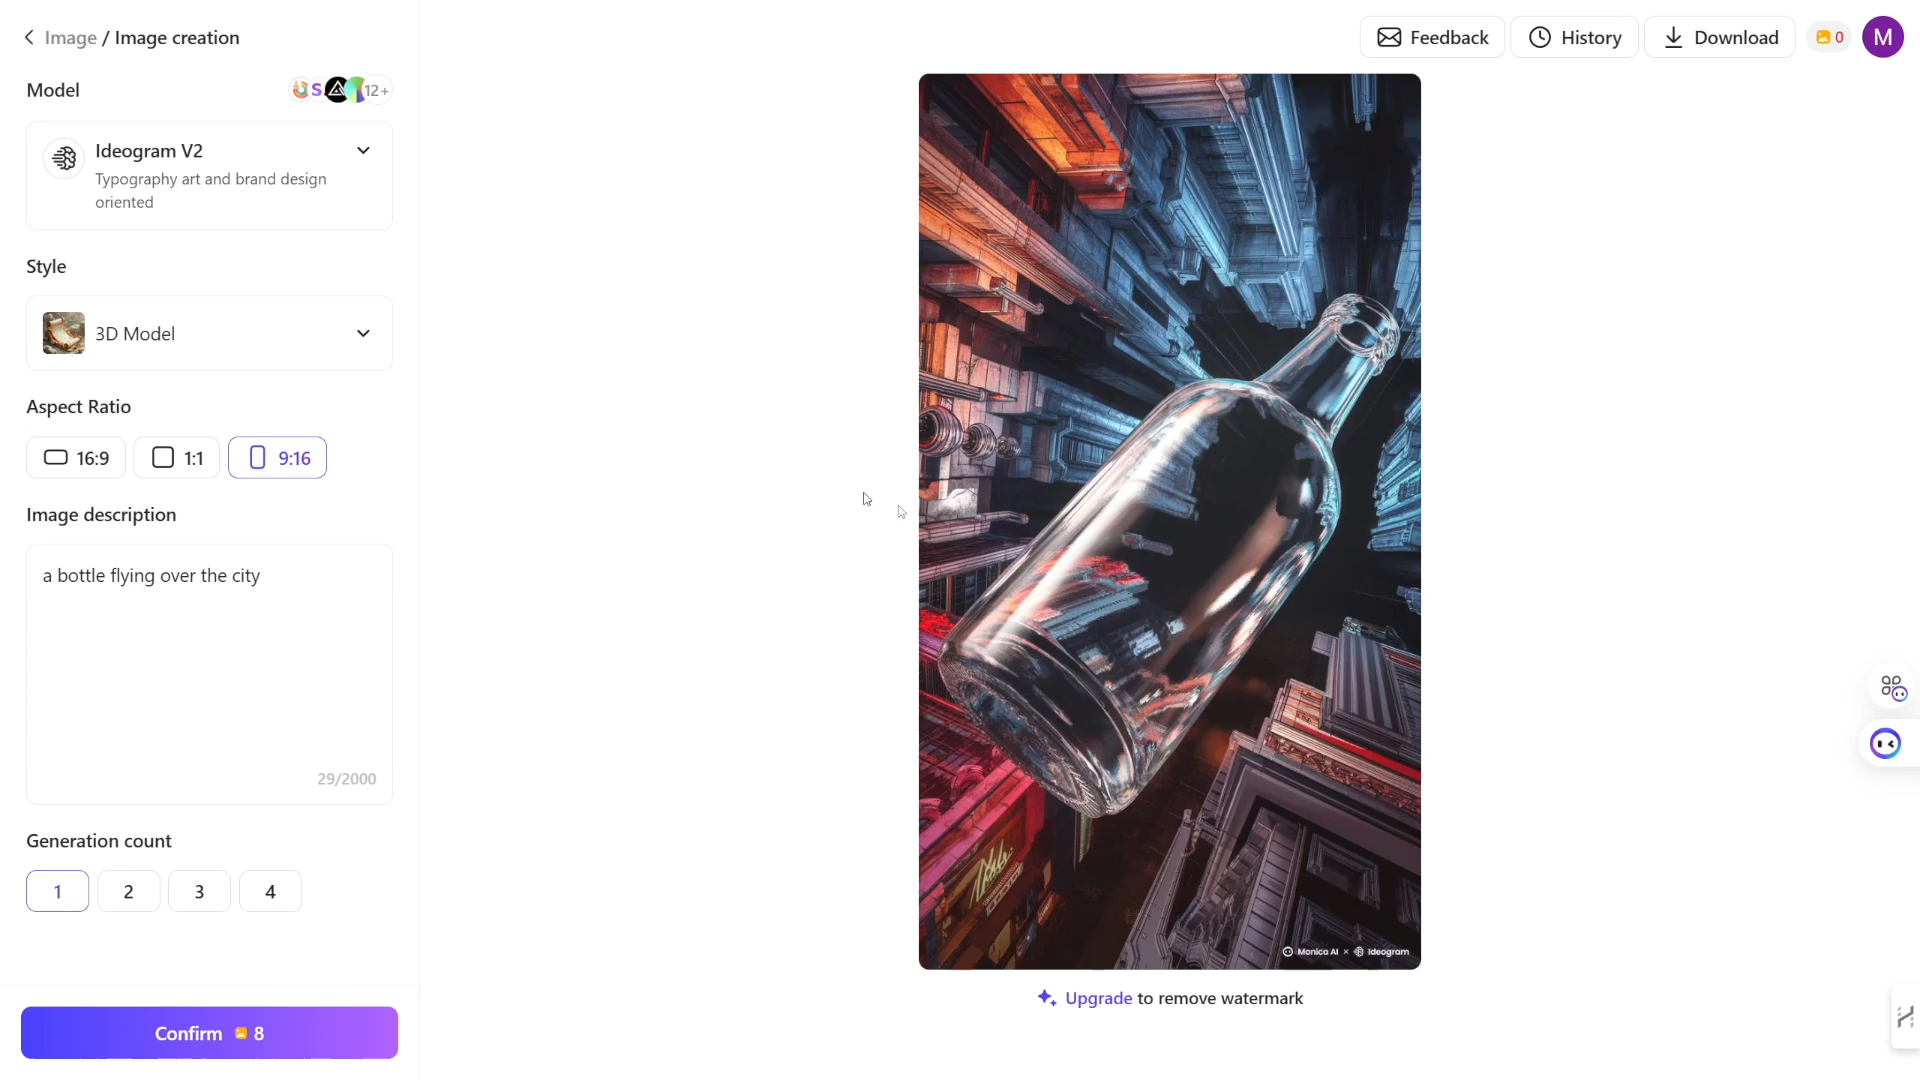 Image / Image creation
Feedback
History
Download
0
M
Model
S
12+
Ideogram V2
Typography art and brand design
oriented
Style
3D Model
Aspect Ratio
16:9
1:1
9:16
Image description
a bottle flying over the city
29/2000
Generation count
1
2
3
4
Confirm 8
Monica AI × Ideogram
Upgrade to remove watermark